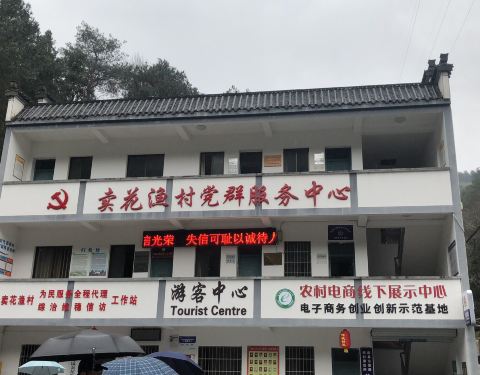 卖花渔村党群服务中心
信光荣 失信可耻以诚待人
卖花渔村
为民服务全程代理
综治维稳信访
工作站
游客中心
Tourist Centre
农村电商线下展示中心
电子商务创业创新示范基地